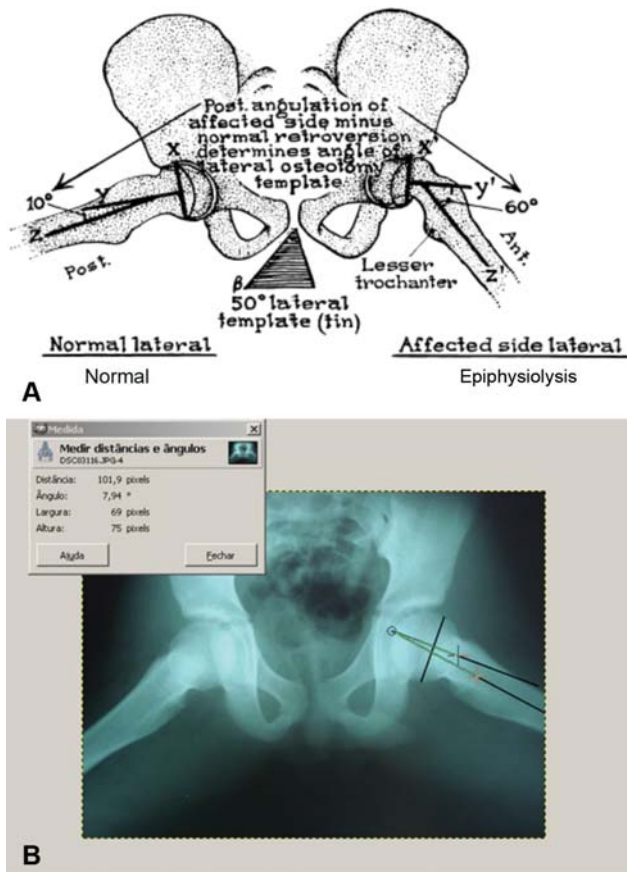 Post. angulation of
affected side minus
normal retroversion
determines angle of
lateral osteotomy
template
x
x'
10°
y
z
y'
60°
z'
Post.
Ant.
Lesser
trochanter
β
50° lateral
template (tin)
Normal lateral
Affected side lateral
A
Normal
Epiphysiolysis
Medida
Medir distâncias e ângulos
DSC03116.JPG-4
Distância: 101,9 pixels
Ângulo: 7,94 °
Largura: 69 pixels
Altura: 75 pixels
Ajuda
Fechar
B